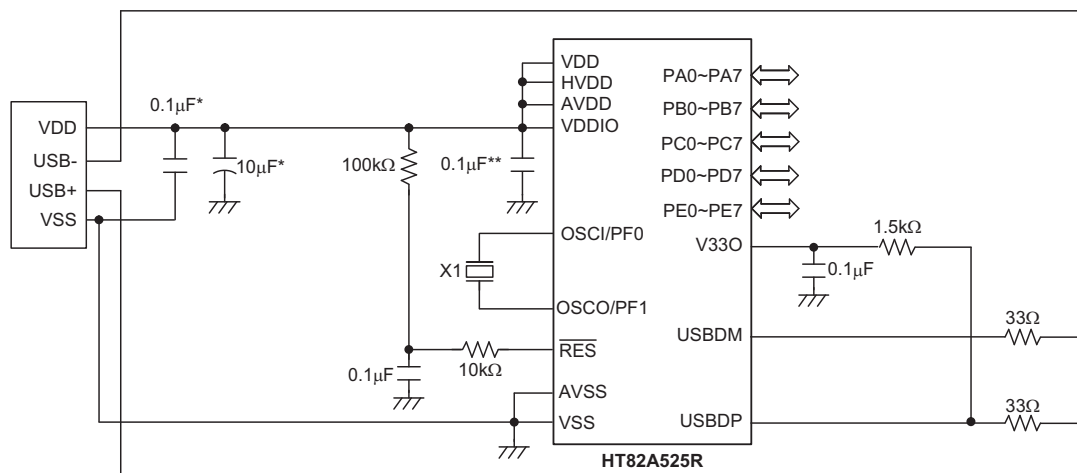 VDD
USB-
USB+
VSS
0.1μF*
10μF*
100kΩ
0.1μF**
X1
0.1μF
10kΩ
VDD
HVDD
AVDD
VDDIO
OSCI/PF0
OSCO/PF1
RES
AVSS
VSS
PA0~PA7
PB0~PB7
PC0~PC7
PD0~PD7
PE0~PE7
V33O
USBDM
USBDP
1.5kΩ
0.1μF
33Ω
33Ω
HT82A525R